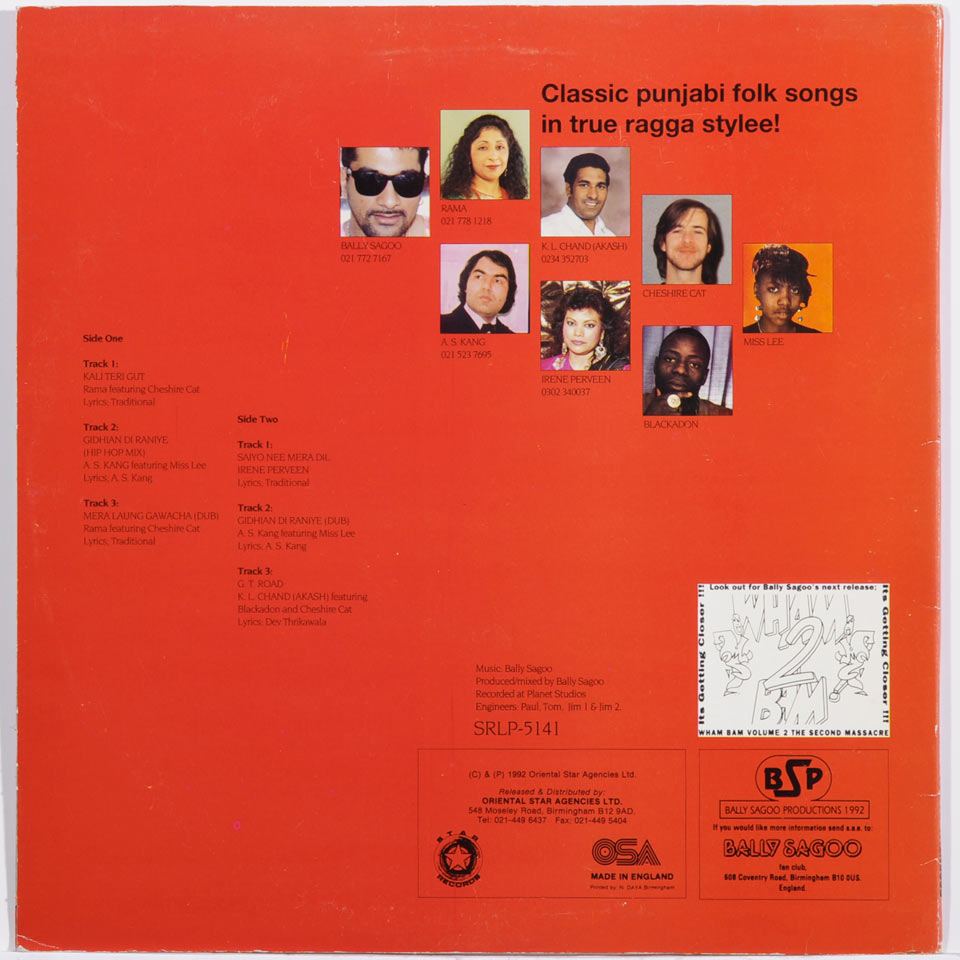 Classic punjabi folk songs
in true ragga stylee!
BALLY SAGOO
021 772 7167
RAMA
021 778 1218
K. L. CHAND (AKASH)
0234 352703
CHESHIRE CAT
A. S. KANG
021 523 7695
IRENE PERVEEN
0302 340037
BLACKADON
MISS LEE
Side One
Track 1:
KALI TERI GUT
Rama featuring Cheshire Cat
Lyrics; Traditional
Track 2:
GIDHIAN DI RANIYE
(HIP HOP MIX)
A. S. KANG featuring Miss Lee
Lyrics; A. S. Kang
Track 3:
MERA LAUNG GAWACHA (DUB)
Rama featuring Cheshire Cat
Lyrics; Traditional
Side Two
Track 1:
SAIYO NEE MERA DIL
IRENE PERVEEN
Lyrics; Traditional
Track 2:
GIDHIAN DI RANIYE (DUB)
A. S. Kang featuring Miss Lee
Lyrics; A. S. Kang
Track 3:
G. T. ROAD
K. L. CHAND (AKASH) featuring
Blackadon and Cheshire Cat
Lyrics: Dev Thrikawala
Look out for Bally Sagoo's next release;
Its Getting Closer !!!
WHAM
2
BAM
Its Getting Closer !!!
WHAM BAM VOLUME 2 THE SECOND MASSACRE
Music: Bally Sagoo
Produced/mixed by Bally Sagoo
Recorded at Planet Studios
Engineers: Paul, Tom, Jim 1 & Jim 2.
SRLP-5141
(C) & (P) 1992 Oriental Star Agencies Ltd.
Released & Distributed by:
ORIENTAL STAR AGENCIES LTD.
548 Moseley Road, Birmingham B12 9AD.
Tel: 021-449 6437 Fax: 021-449 5404
STAR
RECORDS
OSA
MADE IN ENGLAND
Printed by: N. DAYA Birmingham
BSP
BALLY SAGOO PRODUCTIONS 1992
If you would like more information send s.a.e. to:
BALLY SAGOO
fan club,
608 Coventry Road, Birmingham B10 0US.
England.